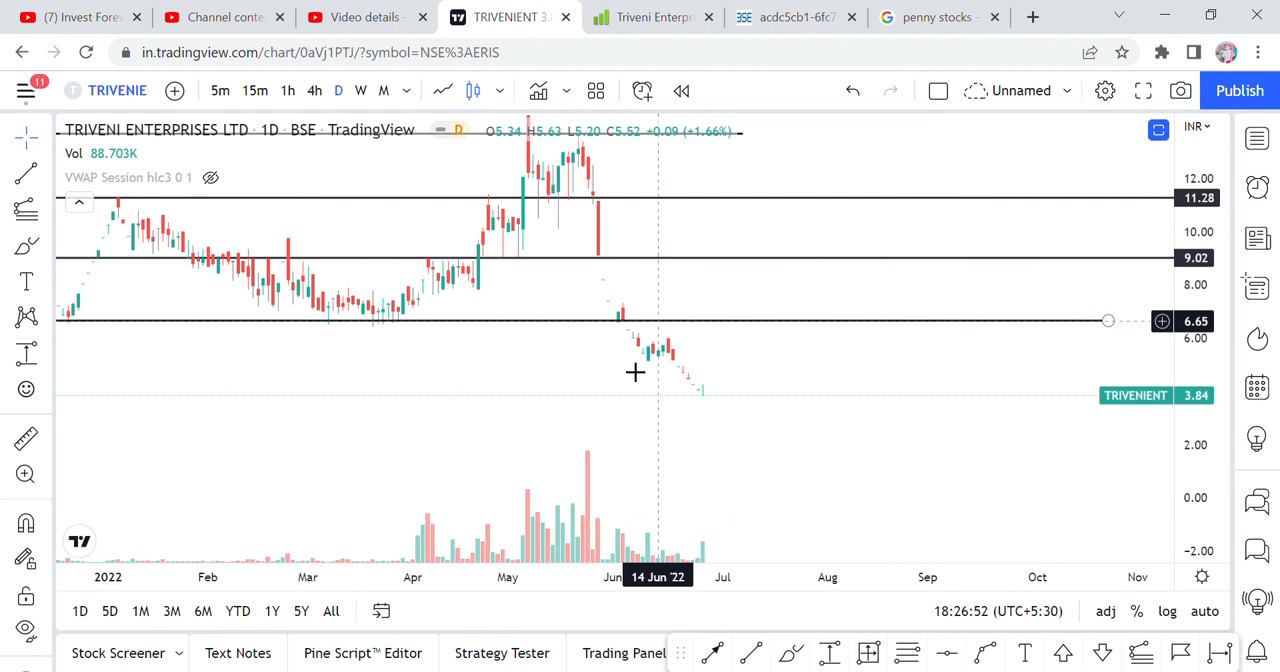 (7) Invest Forev
Channel conte
Video details -
TRIVENIENT 3.8
Triveni Enterpri
BSE acdc5cb1-6fc7
penny stocks -
in.tradingview.com/chart/0aVj1PTJ/?symbol=NSE%3AERIS
11
T TRIVENIE 5m 15m 1h 4h D W M Unnamed Publish
TRIVENI ENTERPRISES LTD · 1D · BSE · TradingView D O5.34 H5.63 L5.20 C5.52 +0.09 (+1.66%) INR
Vol 88.703K
VWAP Session hlc3 0 1
12.00
11.28
10.00
9.02
8.00
6.65
6.00
TRIVENIENT 3.84
2.00
0.00
-2.00
2022 Feb Mar Apr May Jun 14 Jun '22 Jul Aug Sep Oct Nov
1D 5D 1M 3M 6M YTD 1Y 5Y All 18:26:52 (UTC+5:30) adj % log auto
Stock Screener Text Notes Pine Script™ Editor Strategy Tester Trading Panel